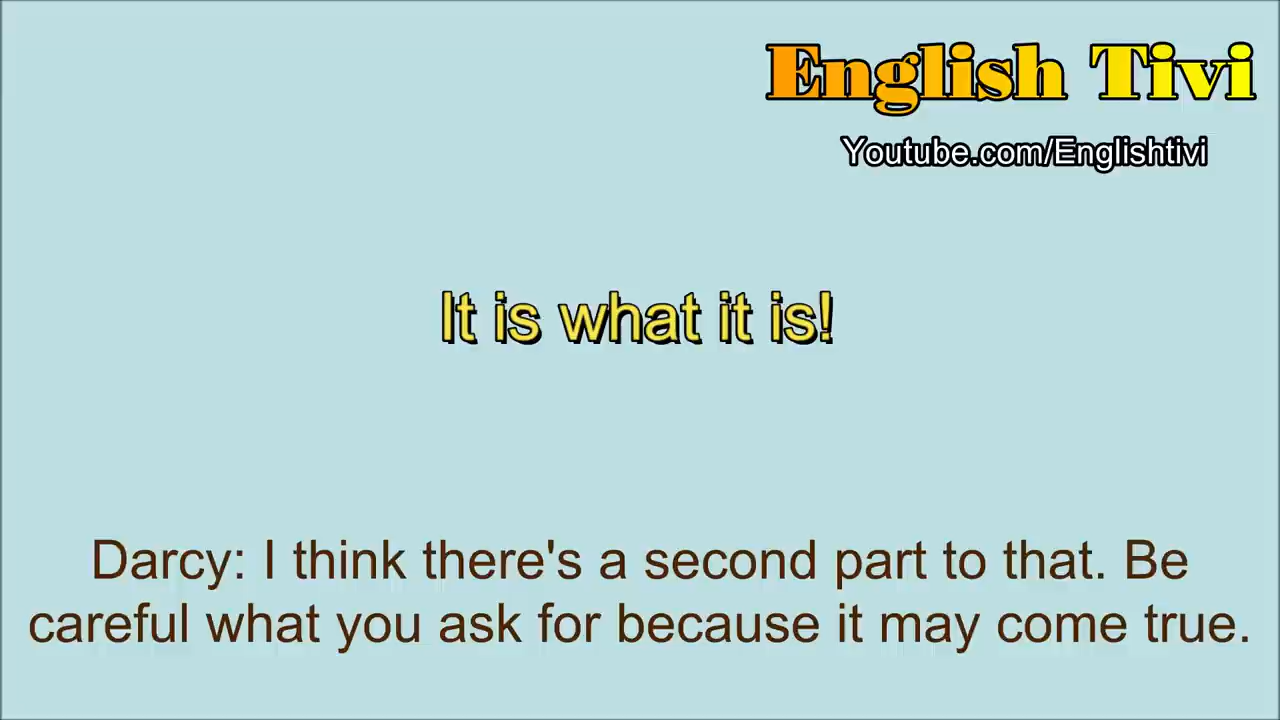 English Tivi
Youtube.com/Englishtivi
It is what it is!
Darcy: I think there's a second part to that. Be
careful what you ask for because it may come true.